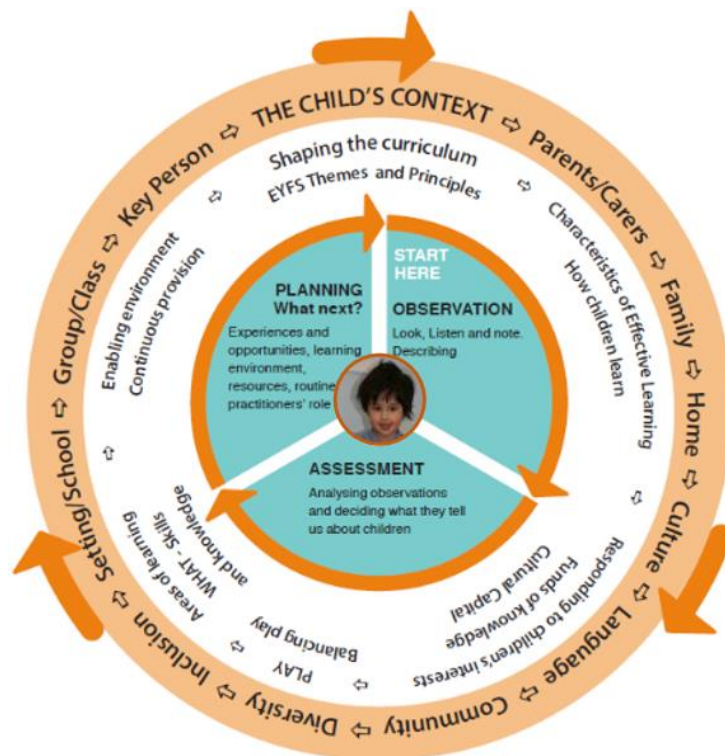 THE CHILD'S CONTEXT ⇨ Parents/Carers ⇨ Family ⇨ Home ⇨ Culture ⇨ Language ⇨ Community ⇨ Diversity ⇨ Inclusion ⇨ Setting/School ⇨ Group/Class ⇨ Key Person ⇨
Shaping the curriculum
EYFS Themes and Principles
Characteristics of Effective Learning
How children learn
Responding to children's interests
Funds of knowledge
Cultural Capital
PLAY
Balancing play
Areas of learning
WHAT - Skills
and knowledge
Enabling environment
Continuous provision
START
HERE
OBSERVATION
Look, Listen and note.
Describing
ASSESSMENT
Analysing observations
and deciding what they tell
us about children
PLANNING
What next?
Experiences and
opportunities, learning
environment,
resources, routine
practitioners' role